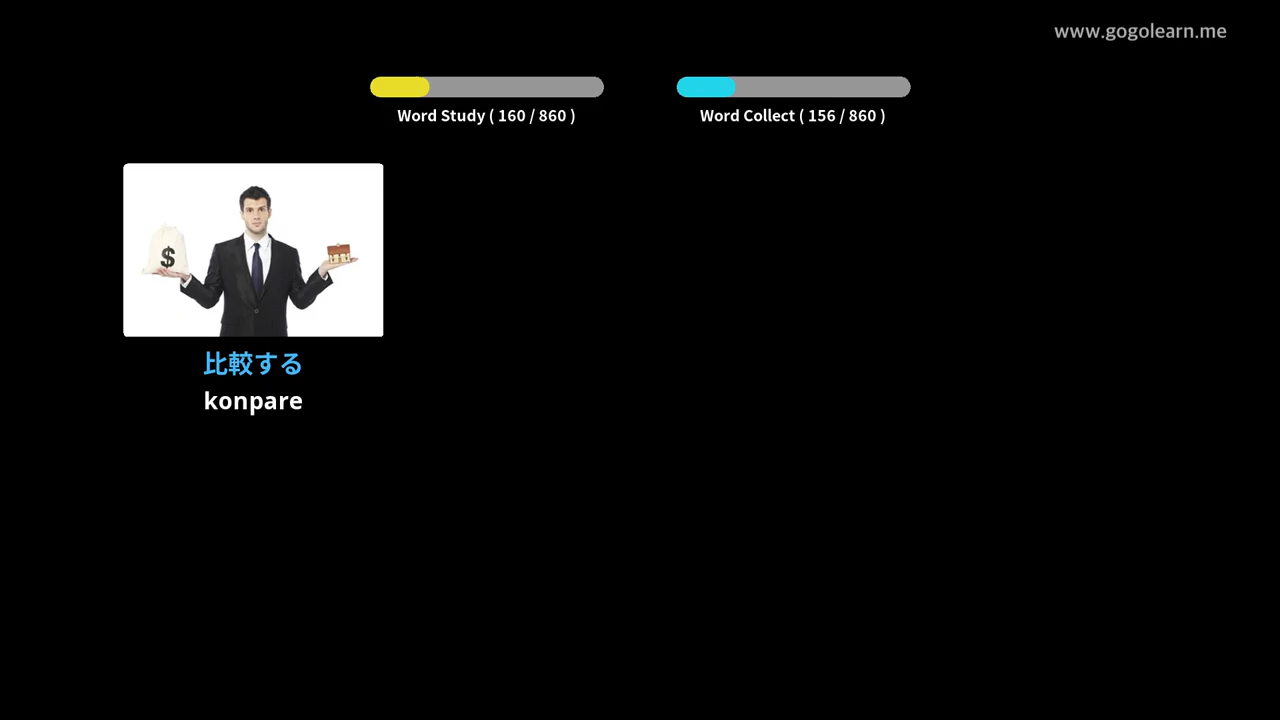 www.gogolearn.me
Word Study ( 160 / 860 )
Word Collect ( 156 / 860 )
$
比較する
konpare